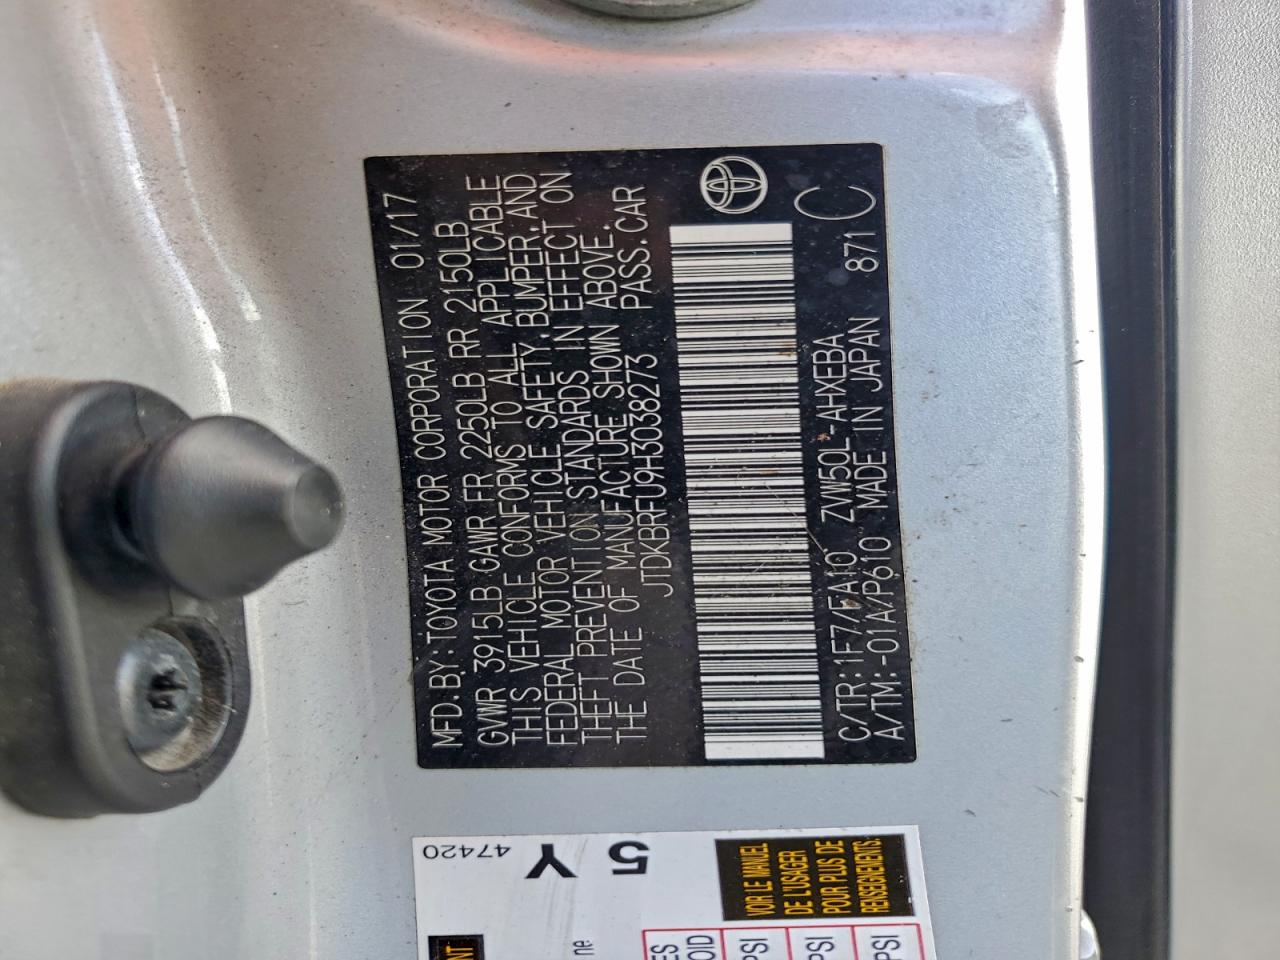 MFD. BY: TOYOTA MOTOR CORPORATION 01/17
GVWR 3915LB GAWR FR 2250LB RR 2150LB
THIS VEHICLE CONFORMS TO ALL APPLICABLE
FEDERAL MOTOR VEHICLE SAFETY, BUMPER, AND
THEFT PREVENTION STANDARDS IN EFFECT ON
THE DATE OF MANUFACTURE SHOWN ABOVE.
JTDKBRFU9H3038273 PASS. CAR
C/TR: 1F7/FA10 ZVW50L-AHXEBA 871 C
A/TM: -01A/P610 MADE IN JAPAN
47420
Y
5
VOIR LE MANUEL
DE L'USAGER
POUR PLUS DE
RENSEIGNEMENTS.
PSI
PSI
PSI